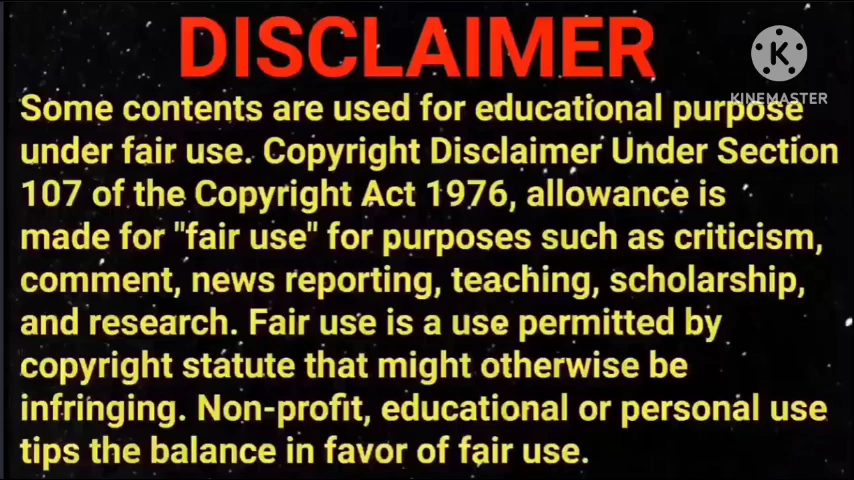 DISCLAIMER
K
KINEMASTER
Some contents are used for educational purpose
under fair use. Copyright Disclaimer Under Section
107 of the Copyright Act 1976, allowance is
made for "fair use" for purposes such as criticism,
comment, news reporting, teaching, scholarship,
and research. Fair use is a use permitted by
copyright statute that might otherwise be
infringing. Non-profit, educational or personal use
tips the balance in favor of fair use.